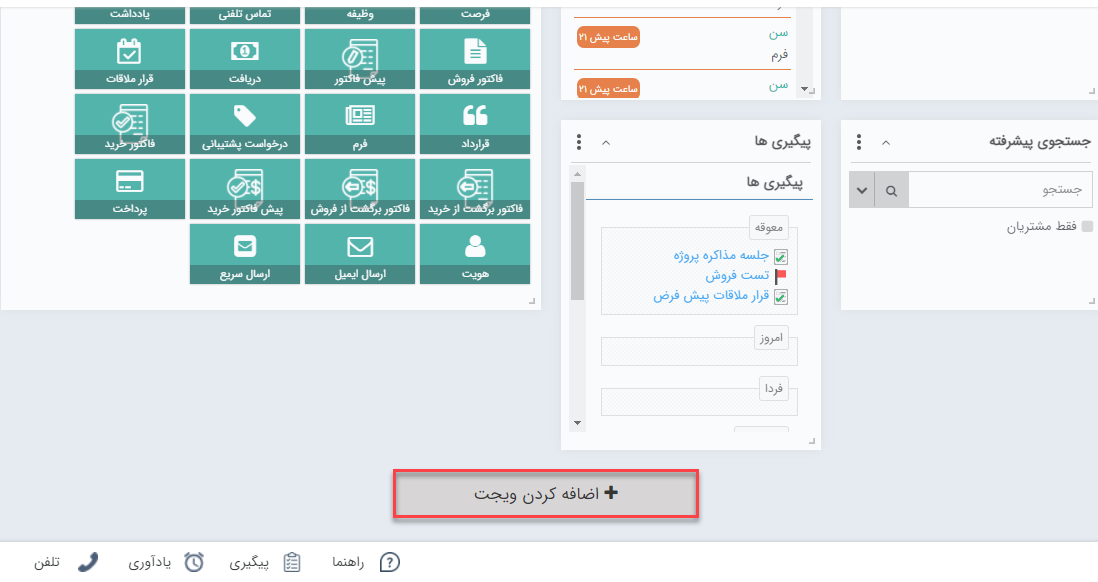 فرصت
وظیفه
تماس تلفنی
یادداشت
فاکتور فروش
پیش فاکتور
دریافت
قرار ملاقات
قرارداد
فرم
درخواست پشتیبانی
فاکتور خرید
فاکتور برگشت از خرید
فاکتور برگشت از فروش
پیش فاکتور خرید
پرداخت
هویت
ارسال ایمیل
ارسال سریع
سن
۲۱ ساعت پیش
فرم
سن
۲۱ ساعت پیش
جستجوی پیشرفته
جستجو
فقط مشتریان
پیگیری ها
پیگیری ها
معوقه
جلسه مذاکره پروژه
تست فروش
قرار ملاقات پیش فرض
امروز
فردا
اضافه کردن ویجت
راهنما
پیگیری
یادآوری
تلفن